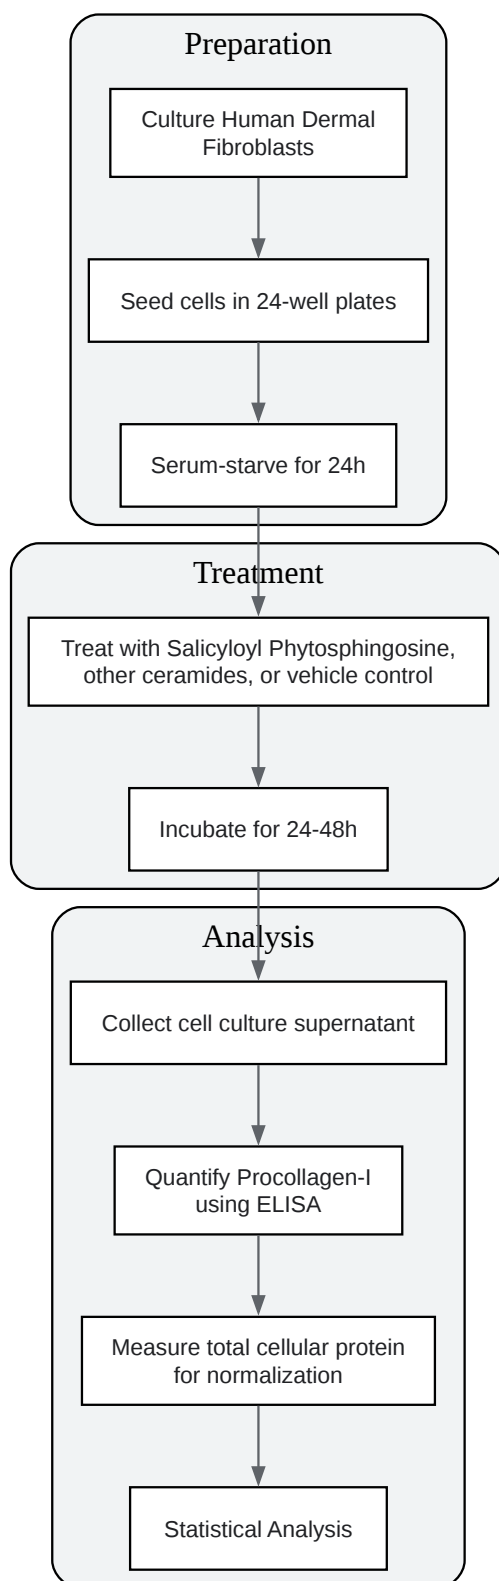 Preparation
Culture Human Dermal
Fibroblasts
Seed cells in 24-well plates
Serum-starve for 24h
Treatment
Treat with Salicyloyl Phytosphingosine,
other ceramides, or vehicle control
Incubate for 24-48h
Analysis
Collect cell culture supernatant
Quantify Procollagen-I
using ELISA
Measure total cellular protein
for normalization
Statistical Analysis